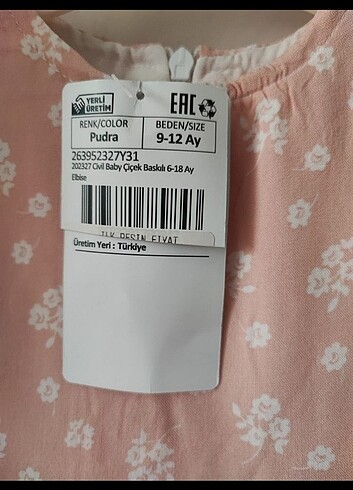 YERLİ
ÜRETİM
EAC
RENK/COLOR
Pudra
BEDEN/SIZE
9-12 Ay
263952327Y31
202327 Civil Baby Çiçek Baskılı 6-18 Ay
Elbise
İLK PEŞİN FİYAT
Üretim Yeri : Türkiye